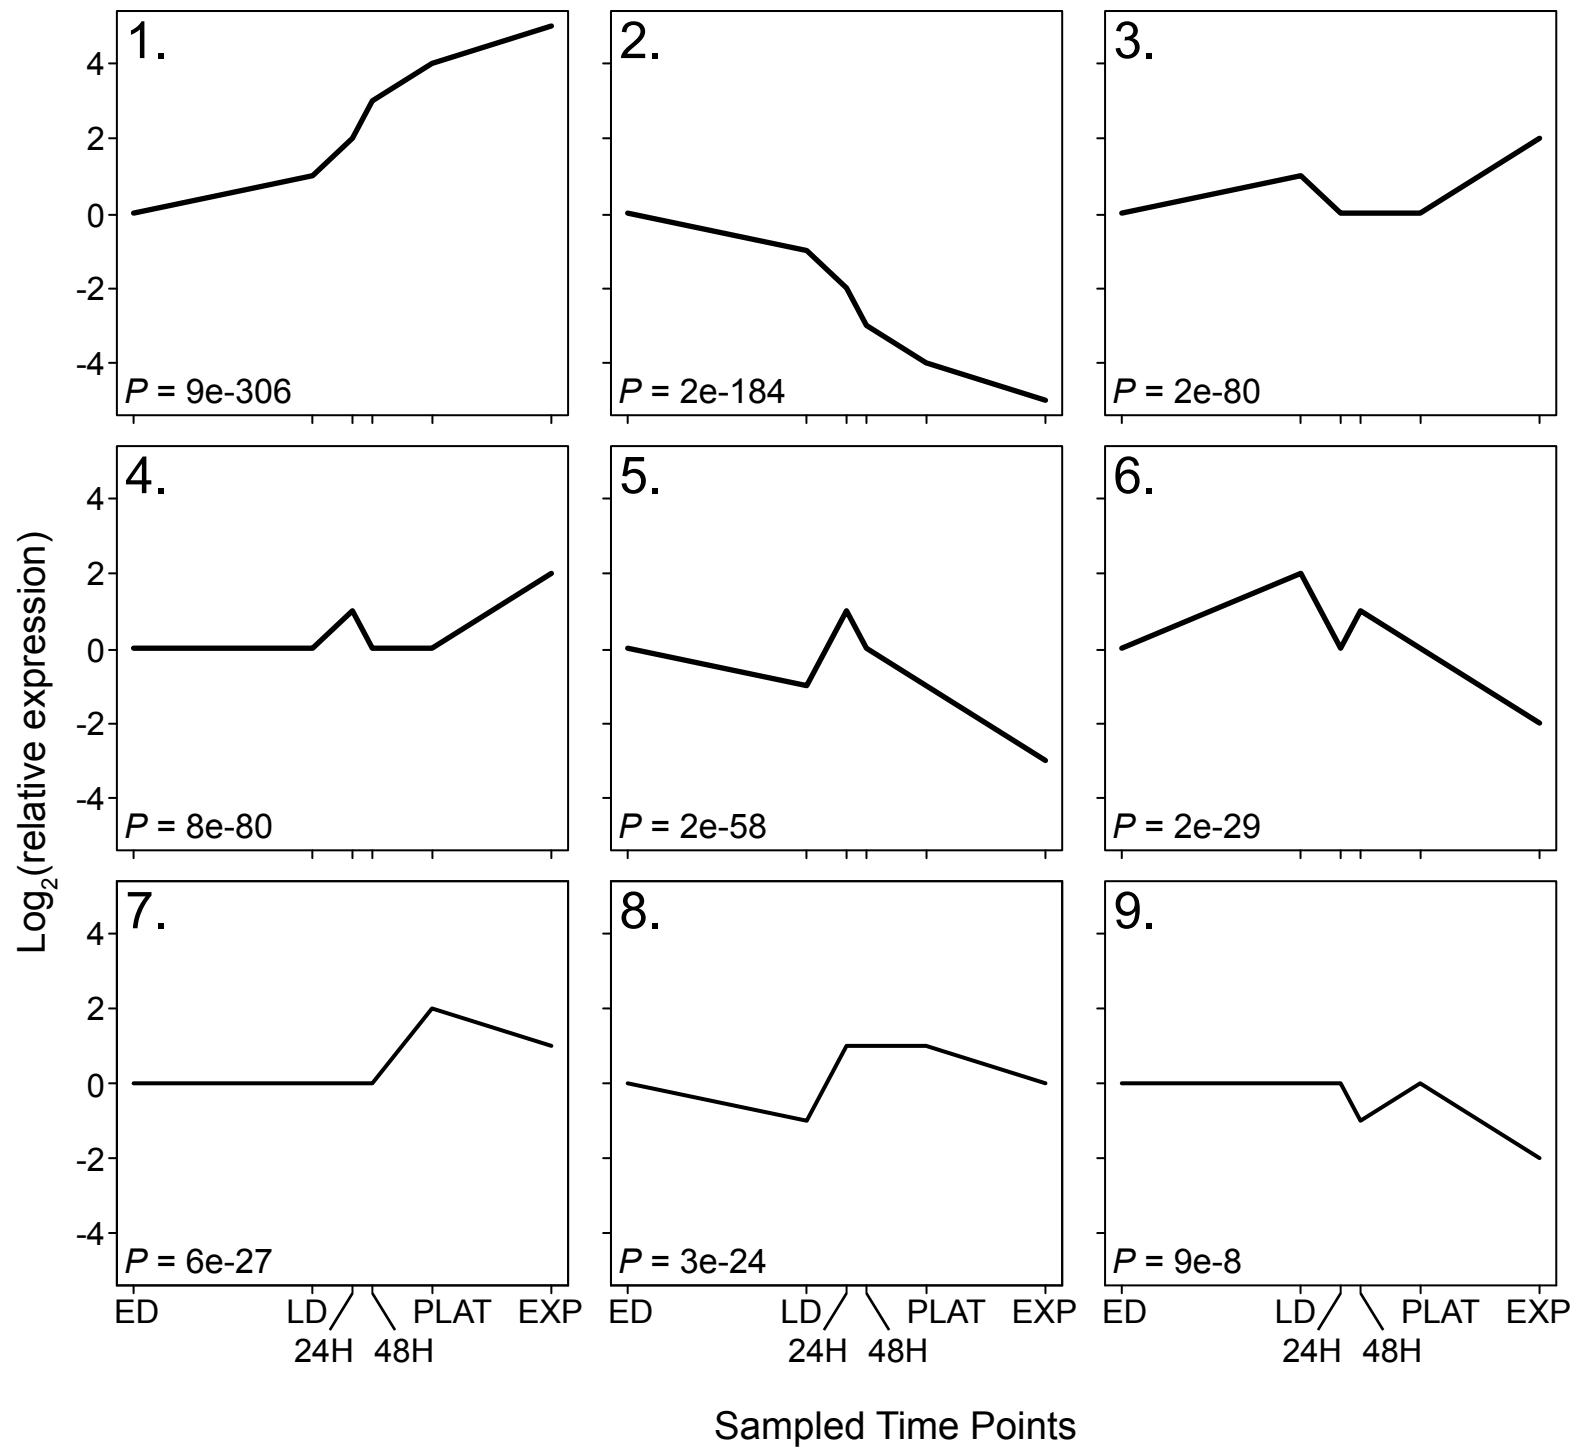 1.
2.
3.
4
2
0
-2
-4
P = 9e-306
P = 2e-184
P = 2e-80
4.
5.
6.
4
2
0
-2
-4
P = 8e-80
P = 2e-58
P = 2e-29
Log2(relative expression)
7.
8.
9.
4
2
0
-2
-4
P = 6e-27
P = 3e-24
P = 9e-8
ED LD PLAT EXP
24H 48H
ED LD PLAT EXP
24H 48H
ED LD PLAT EXP
24H 48H
Sampled Time Points